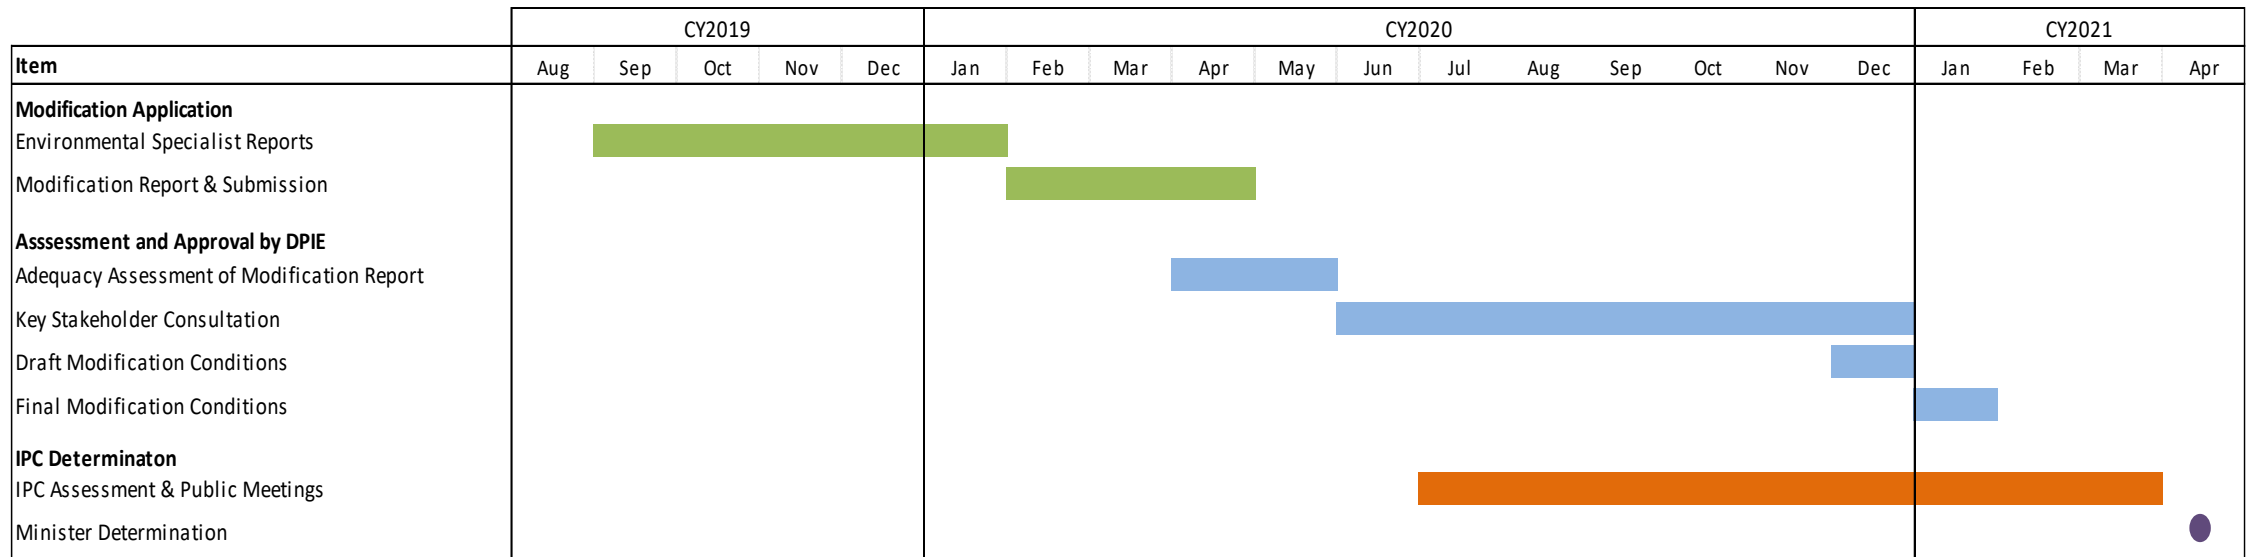 CY2019 CY2020 CY2021
Item Aug Sep Oct Nov Dec Jan Feb Mar Apr May Jun Jul Aug Sep Oct Nov Dec Jan Feb Mar Apr
Modification Application
Environmental Specialist Reports
Modification Report & Submission
Asssessment and Approval by DPIE
Adequacy Assessment of Modification Report
Key Stakeholder Consultation
Draft Modification Conditions
Final Modification Conditions
IPC Determinaton
IPC Assessment & Public Meetings
Minister Determination